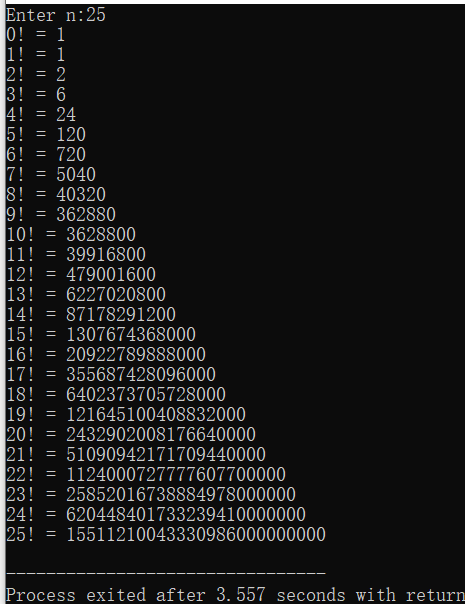 Enter n:25
0! = 1
1! = 1
2! = 2
3! = 6
4! = 24
5! = 120
6! = 720
7! = 5040
8! = 40320
9! = 362880
10! = 3628800
11! = 39916800
12! = 479001600
13! = 6227020800
14! = 87178291200
15! = 1307674368000
16! = 20922789888000
17! = 355687428096000
18! = 6402373705728000
19! = 121645100408832000
20! = 2432902008176640000
21! = 51090942171709440000
22! = 1124000727777607700000
23! = 25852016738884978000000
24! = 620448401733239410000000
25! = 15511210043330986000000000
--------------------------------
Process exited after 3.557 seconds with return